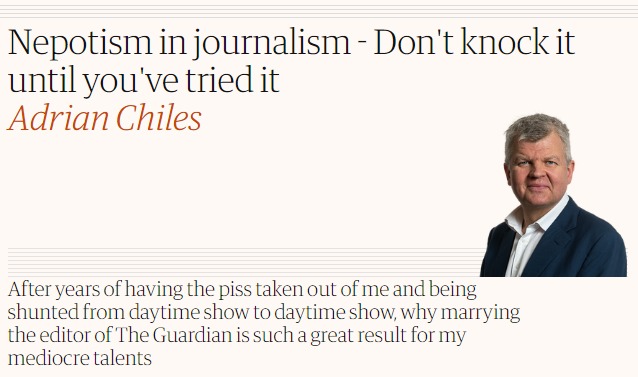 Nepotism in journalism - Don't knock it
until you've tried it
Adrian Chiles
After years of having the piss taken out of me and being
shunted from daytime show to daytime show, why marrying
the editor of The Guardian is such a great result for my
mediocre talents